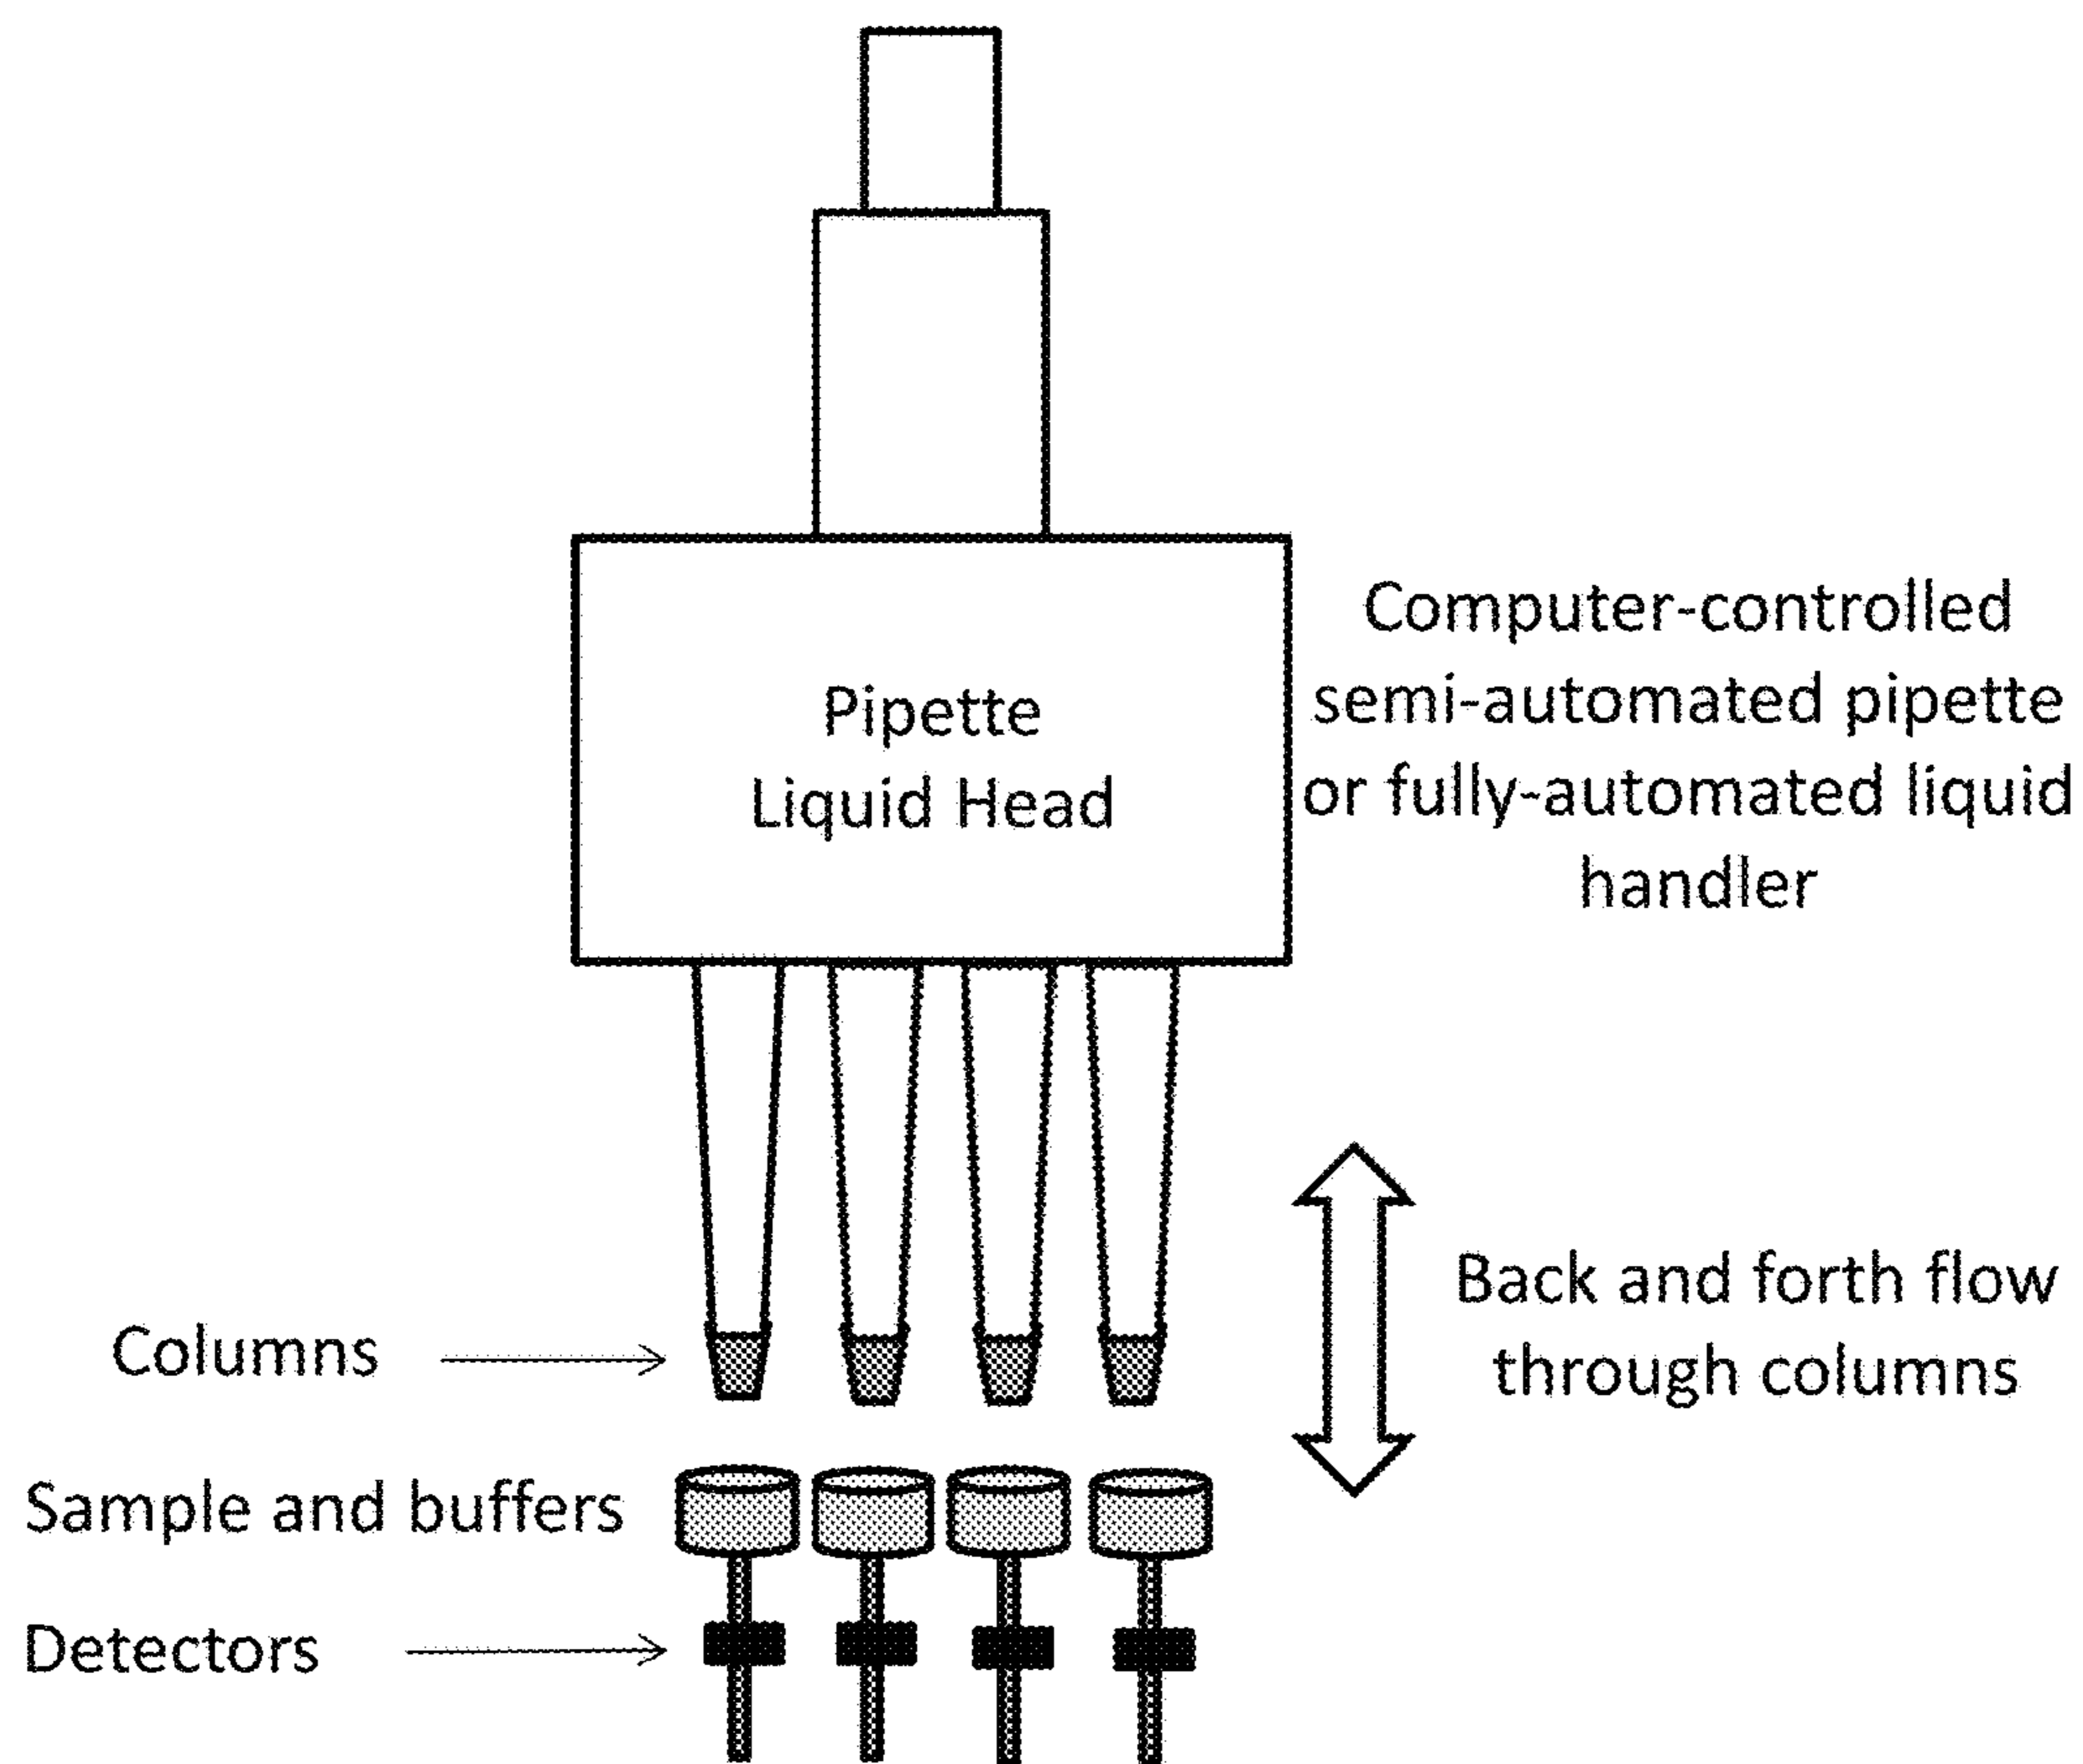 Pipette
Liquid Head
Computer-controlled
semi-automated pipette
or fully-automated liquid
handler
Columns
Back and forth flow
through columns
Sample and buffers
Detectors